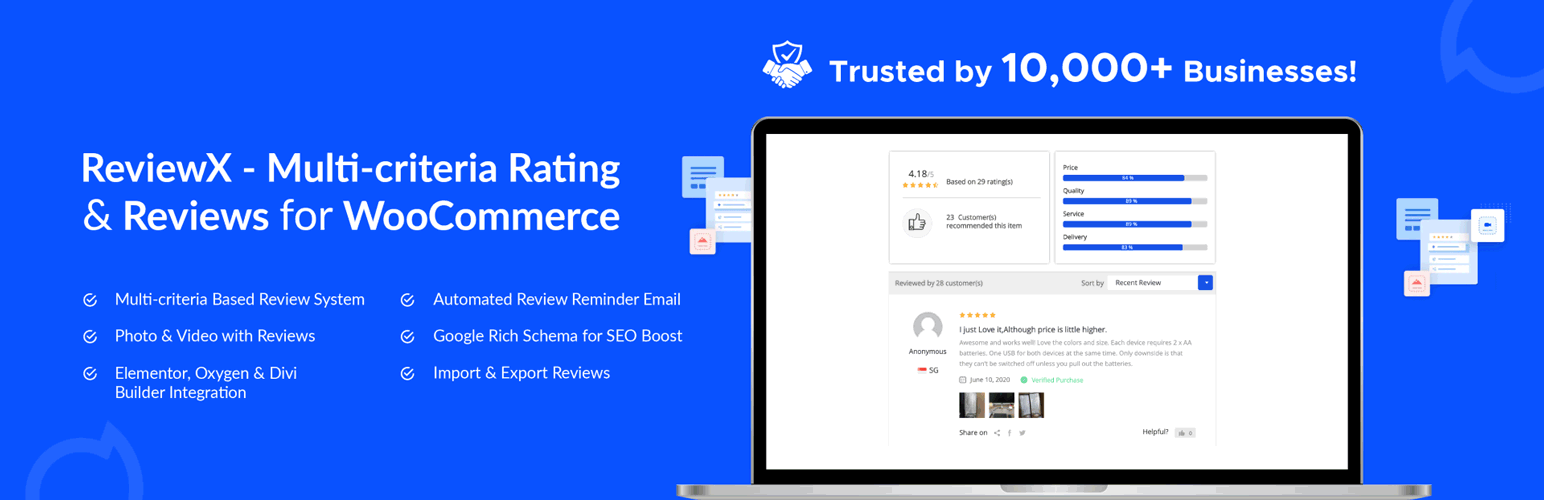 Trusted by 10,000+ Businesses!
ReviewX - Multi-criteria Rating
& Reviews for WooCommerce
Multi-criteria Based Review System
Photo & Video with Reviews
Elementor, Oxygen & Divi
Builder Integration
Automated Review Reminder Email
Google Rich Schema for SEO Boost
Import & Export Reviews
4.18/5
Based on 29 rating(s)
23 Customer(s)
recommended this item
Price
94 %
Quality
89 %
Service
89 %
Delivery
83 %
Reviewed by 28 customer(s)
Sort by
Recent Review
Anonymous
SG
I just Love it,Although price is little higher.
Awesome and works well! Love the colors and size. Each device requires 2 x AA
batteries. One USB for both devices at the same time. Only downside is that
they can't be switched off unless you pull out the batteries.
June 10, 2020
Verified Purchase
Share on
Helpful?
0